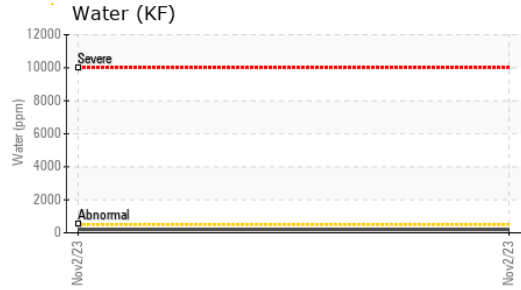 Water (KF)
12000
10000
8000
6000
4000
2000
0
Water (ppm)
Severe
Abnormal
Nov2/23
Nov2/23